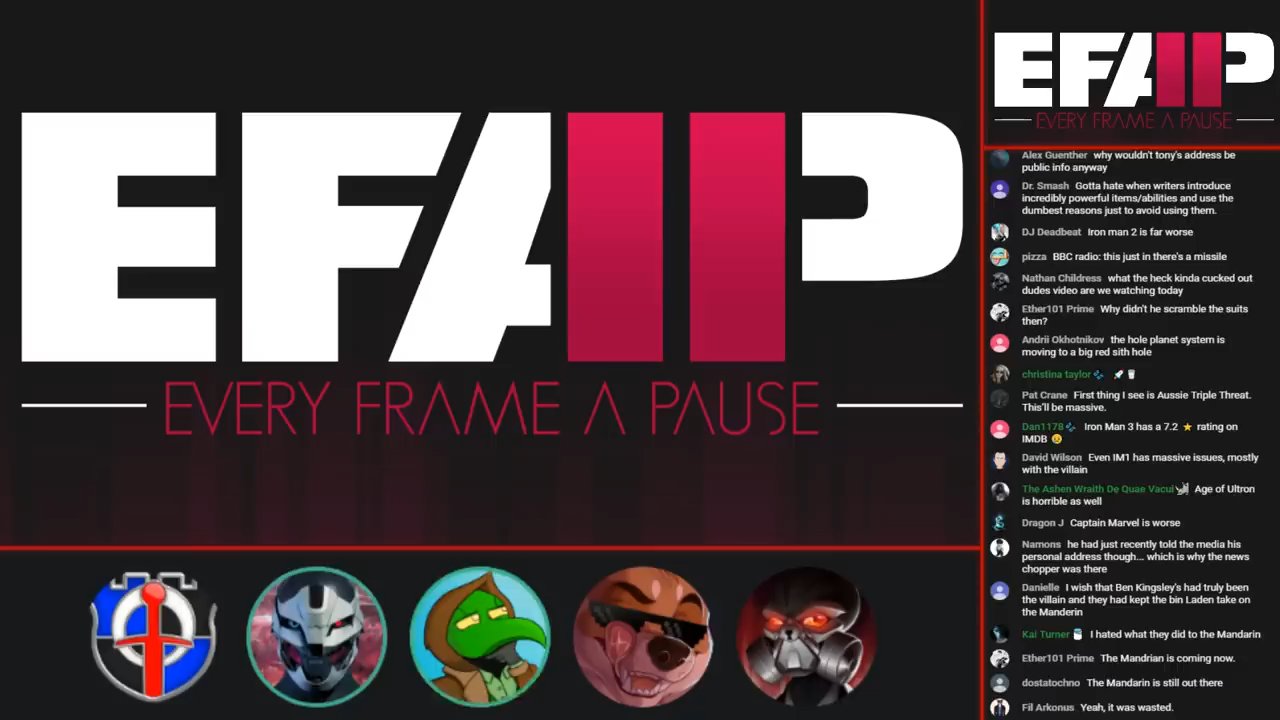 EFAP
EVERY FRAME A PAUSE
EFAP
EVERY FRAME A PAUSE
Alex Guenther why wouldn't tony's address be
public info anyway
Dr. Smash Gotta hate when writers introduce
incredibly powerful items/abilities and use the
dumbest reasons just to avoid using them.
DJ Deadbeat Iron man 2 is far worse
pizza BBC radio: this just in there's a missile
Nathan Childress what the heck kinda cucked out
dudes video are we watching today
Ether101 Prime Why didn't he scramble the suits
then?
Andrii Okhotnikov the hole planet system is
moving to a big red sith hole
christina taylor
Pat Crane First thing I see is Aussie Triple Threat.
This'll be massive.
Dan1178 Iron Man 3 has a 7.2 ⭐ rating on
IMDB 😢
David Wilson Even IM1 has massive issues, mostly
with the villain
The Ashen Wraith De Quae Vacui Age of Ultron
is horrible as well
Dragon J Captain Marvel is worse
Namons he had just recently told the media his
personal address though... which is why the news
chopper was there
Danielle I wish that Ben Kingsley's had truly been
the villain and they had kept the bin Laden take on
the Manderin
Kai Turner I hated what they did to the Mandarin
Ether101 Prime The Mandrian is coming now.
dostatochno The Mandarin is still out there
Fil Arkonus Yeah, it was wasted.